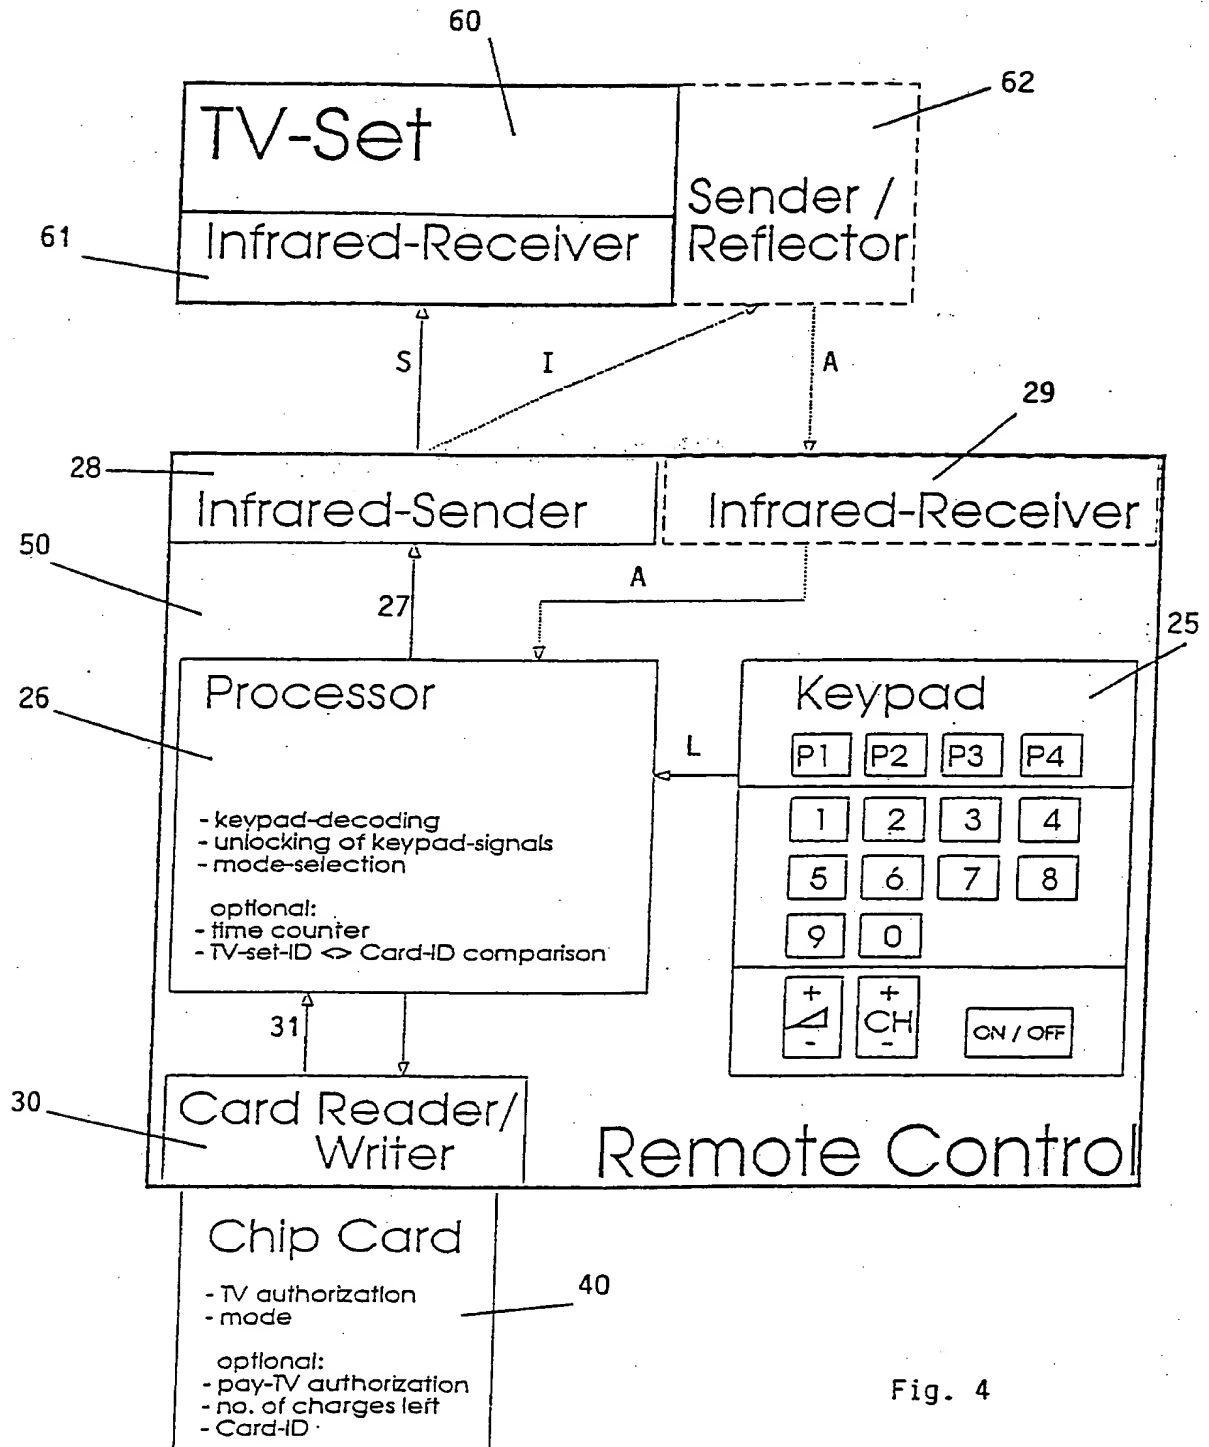 60
62
TV-Set
Sender /
Reflector
61
Infrared-Receiver
S
I
A
29
28
Infrared-Sender
Infrared-Receiver
50
27
A
25
26
Processor
Keypad
L
P1 P2 P3 P4
- keypad-decoding
- unlocking of keypad-signals
- mode-selection
optional:
- time counter
- TV-set-ID <> Card-ID comparison
1 2 3 4
5 6 7 8
9 0
+ +
CH
- -
ON / OFF
31
30
Card Reader/
Writer
Remote Control
Chip Card
40
- TV authorization
- mode
optional:
- pay-TV authorization
- no. of charges left
- Card-ID
Fig. 4